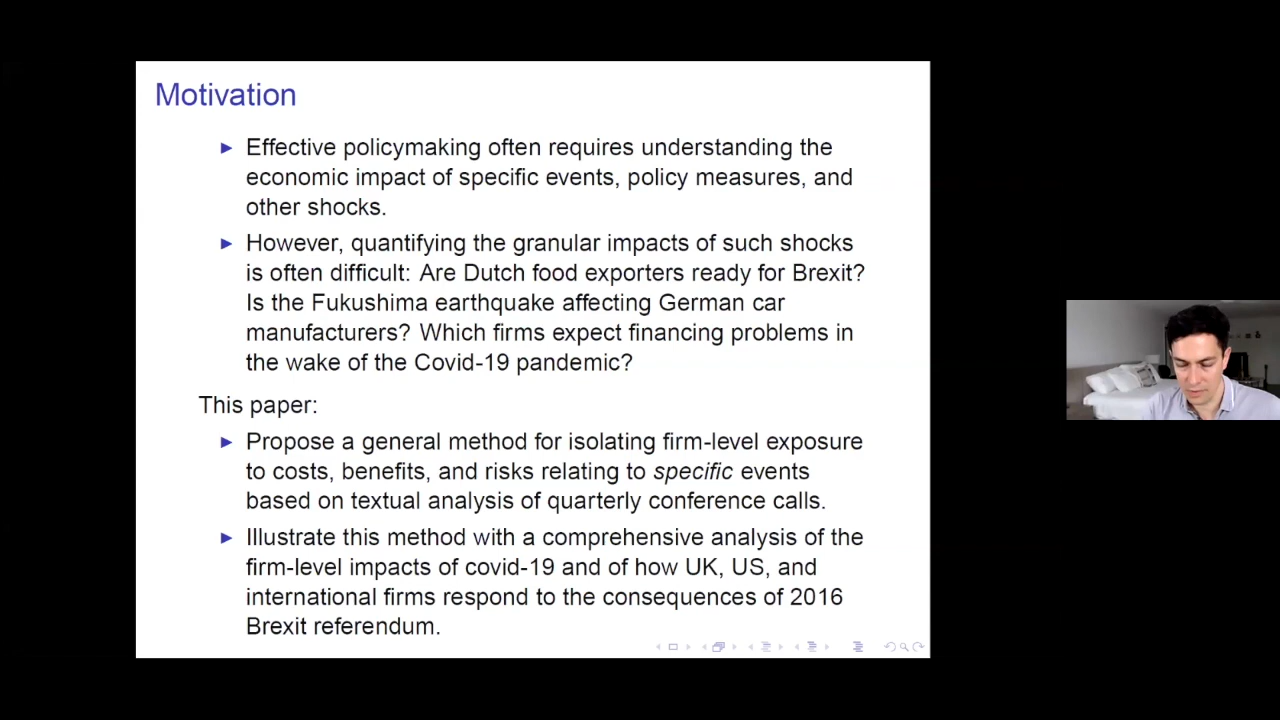 Motivation
Effective policymaking often requires understanding the
economic impact of specific events, policy measures, and
other shocks.
However, quantifying the granular impacts of such shocks
is often difficult: Are Dutch food exporters ready for Brexit?
Is the Fukushima earthquake affecting German car
manufacturers? Which firms expect financing problems in
the wake of the Covid-19 pandemic?
This paper:
Propose a general method for isolating firm-level exposure
to costs, benefits, and risks relating to specific events
based on textual analysis of quarterly conference calls.
Illustrate this method with a comprehensive analysis of the
firm-level impacts of covid-19 and of how UK, US, and
international firms respond to the consequences of 2016
Brexit referendum.